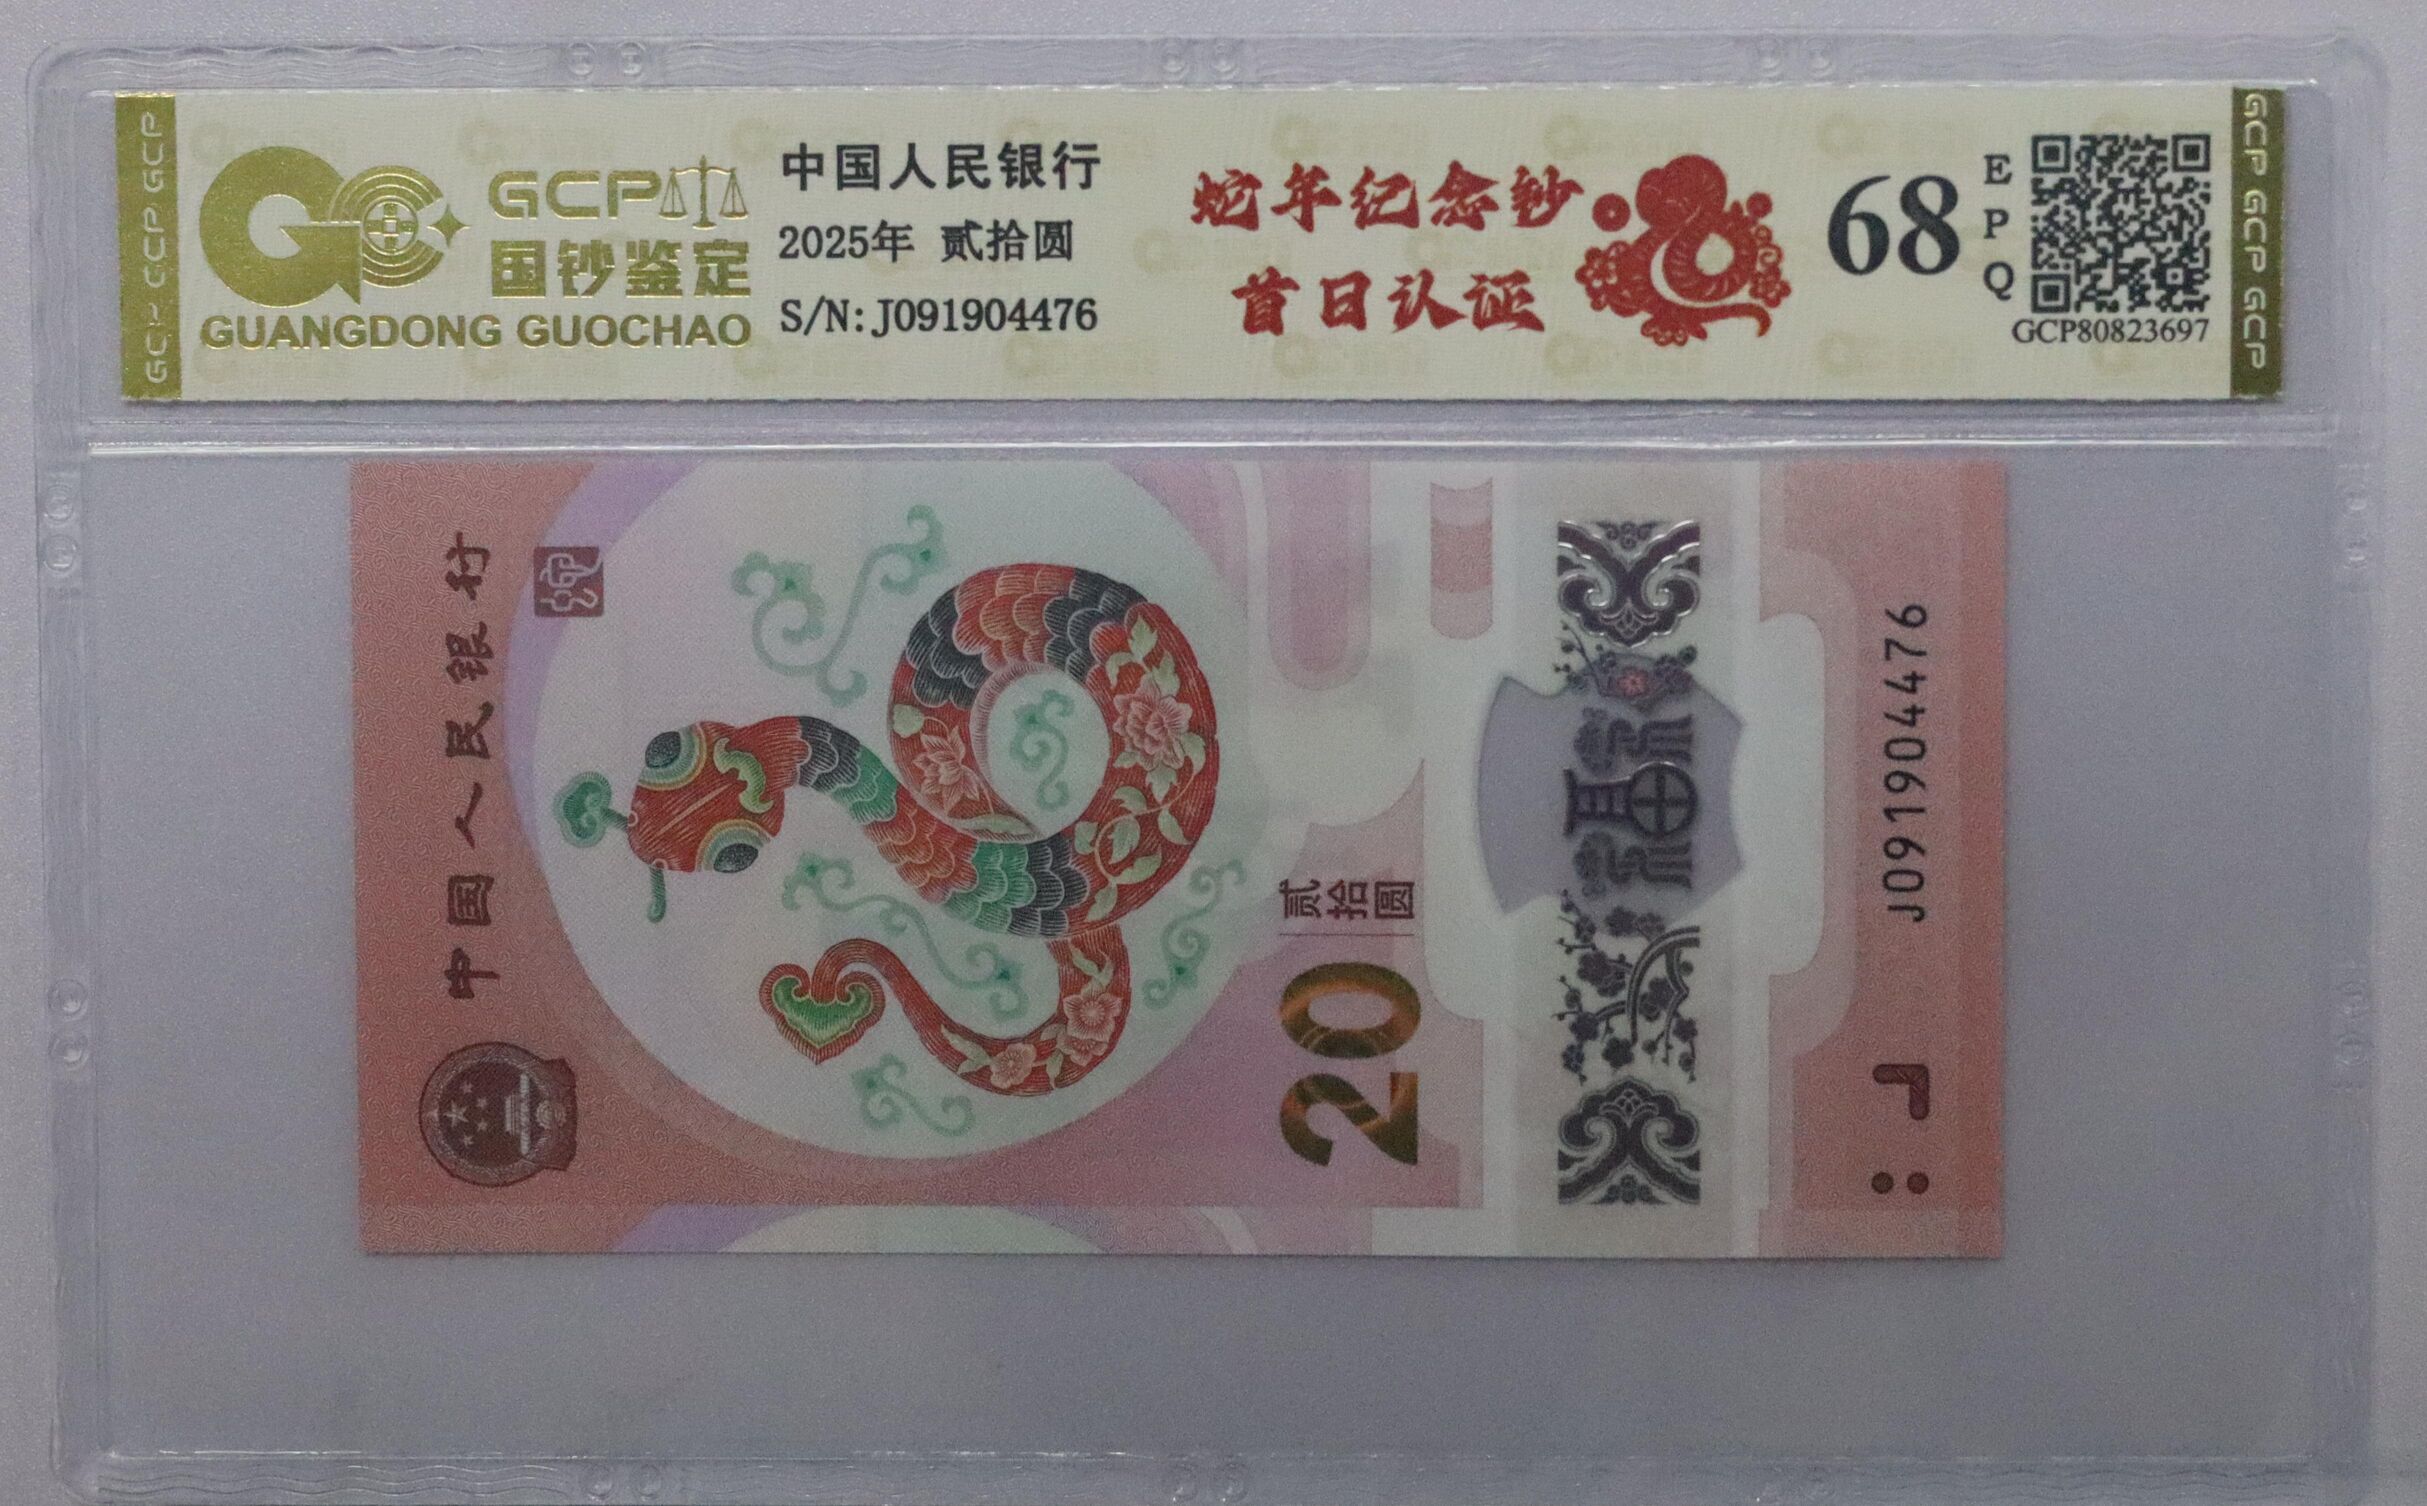 GCP GCP GCP
GCP
国钞鉴定
GUANGDONG GUOCHAO
中国人民银行
2025年 贰拾圆
S/N: J091904476
蛇年纪念钞
首日认证
68
EPQ
GCP80823697
GCP GCP GCP
中国人民银行
20
贰拾圆
福
J091904476